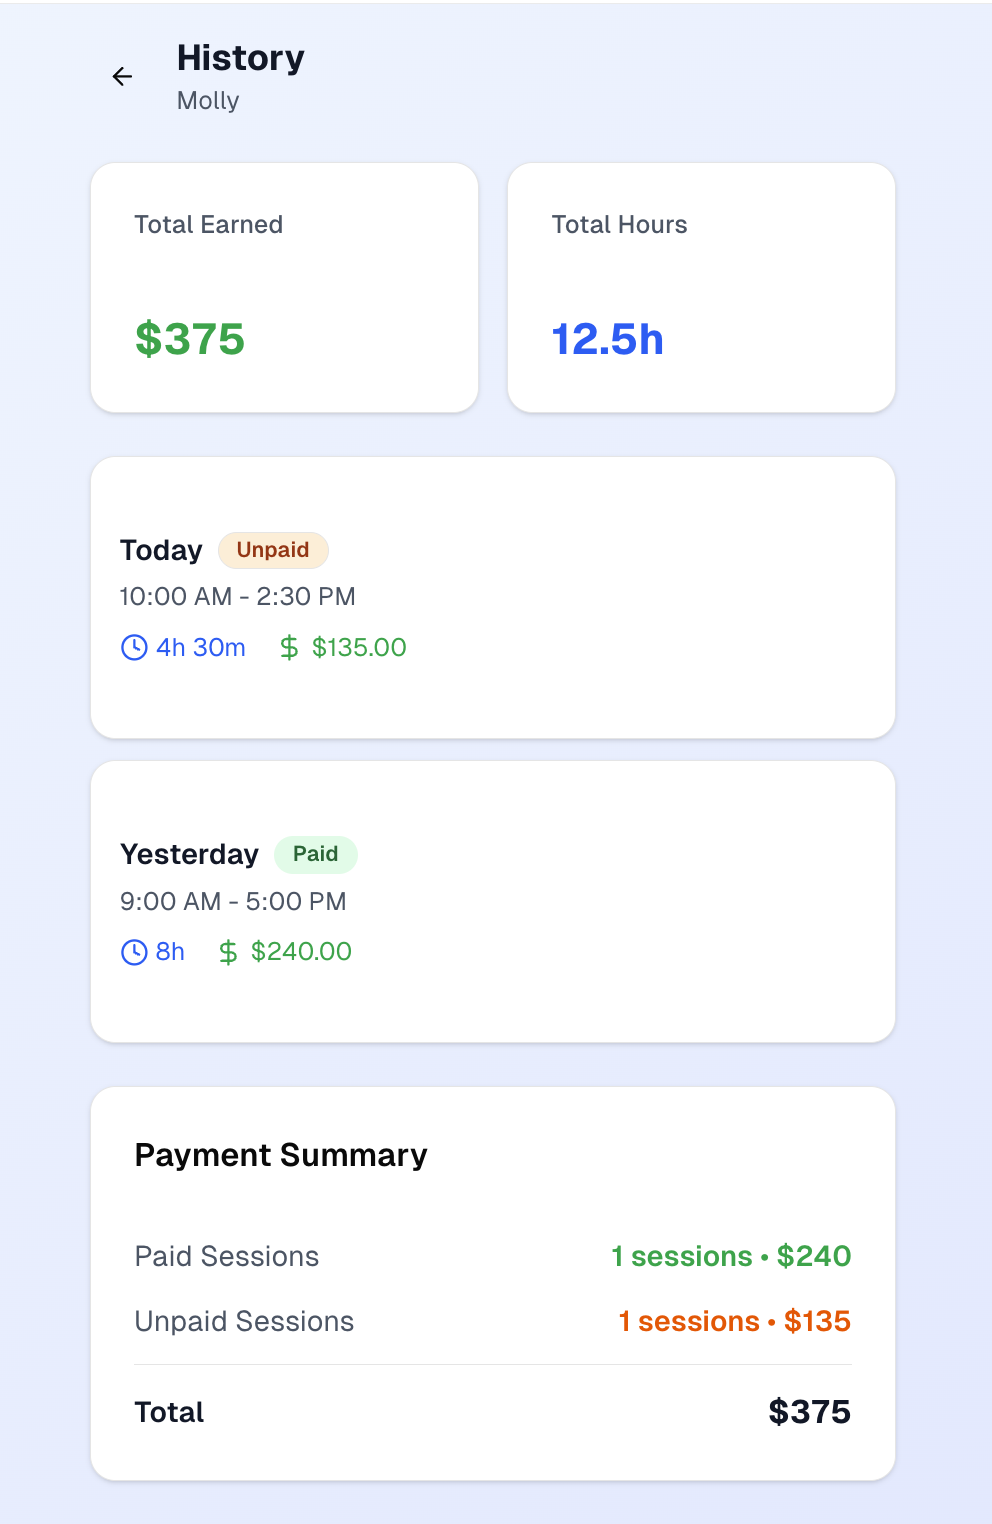 History
Molly
Total Earned
$375
Total Hours
12.5h
Today Unpaid
10:00 AM - 2:30 PM
4h 30m $ $135.00
Yesterday Paid
9:00 AM - 5:00 PM
8h $ $240.00
Payment Summary
Paid Sessions 1 sessions • $240
Unpaid Sessions 1 sessions • $135
Total $375